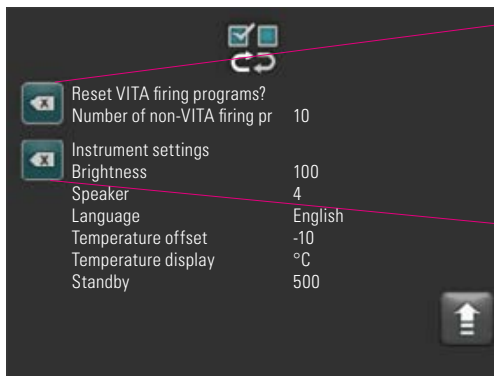 Reset VITA firing programs?
Number of non-VITA firing pr 10
Instrument settings
Brightness 100
Speaker 4
Language English
Temperature offset -10
Temperature display °C
Standby 500